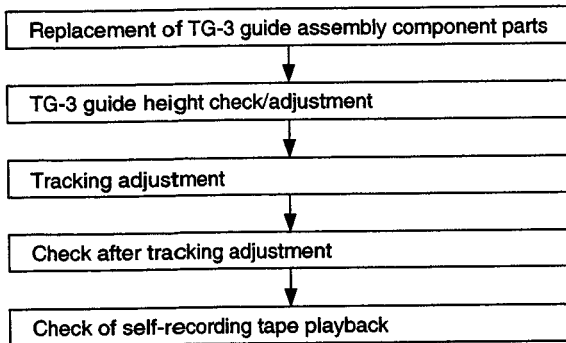 Replacement of TG-3 guide assembly component parts
TG-3 guide height check/adjustment
Tracking adjustment
Check after tracking adjustment
Check of self-recording tape playback